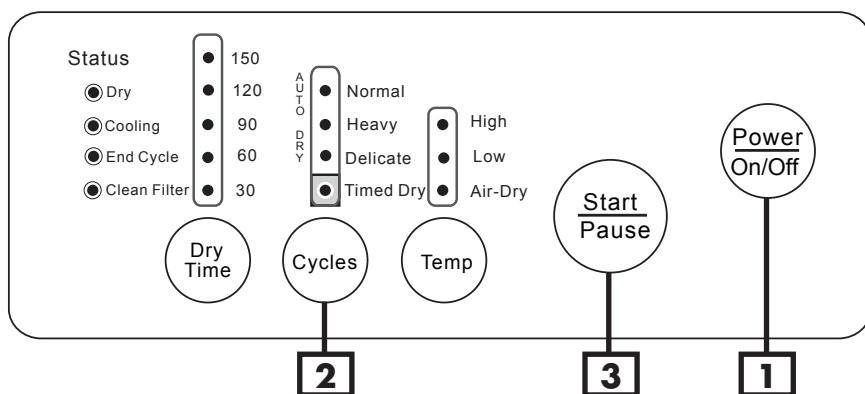 Status
Dry
Cooling
End Cycle
Clean Filter
150
120
90
60
30
AUTO DRY
Normal
Heavy
Delicate
Timed Dry
High
Low
Air-Dry
Dry
Time
Cycles
Temp
Start
Pause
Power
On/Off
2
3
1